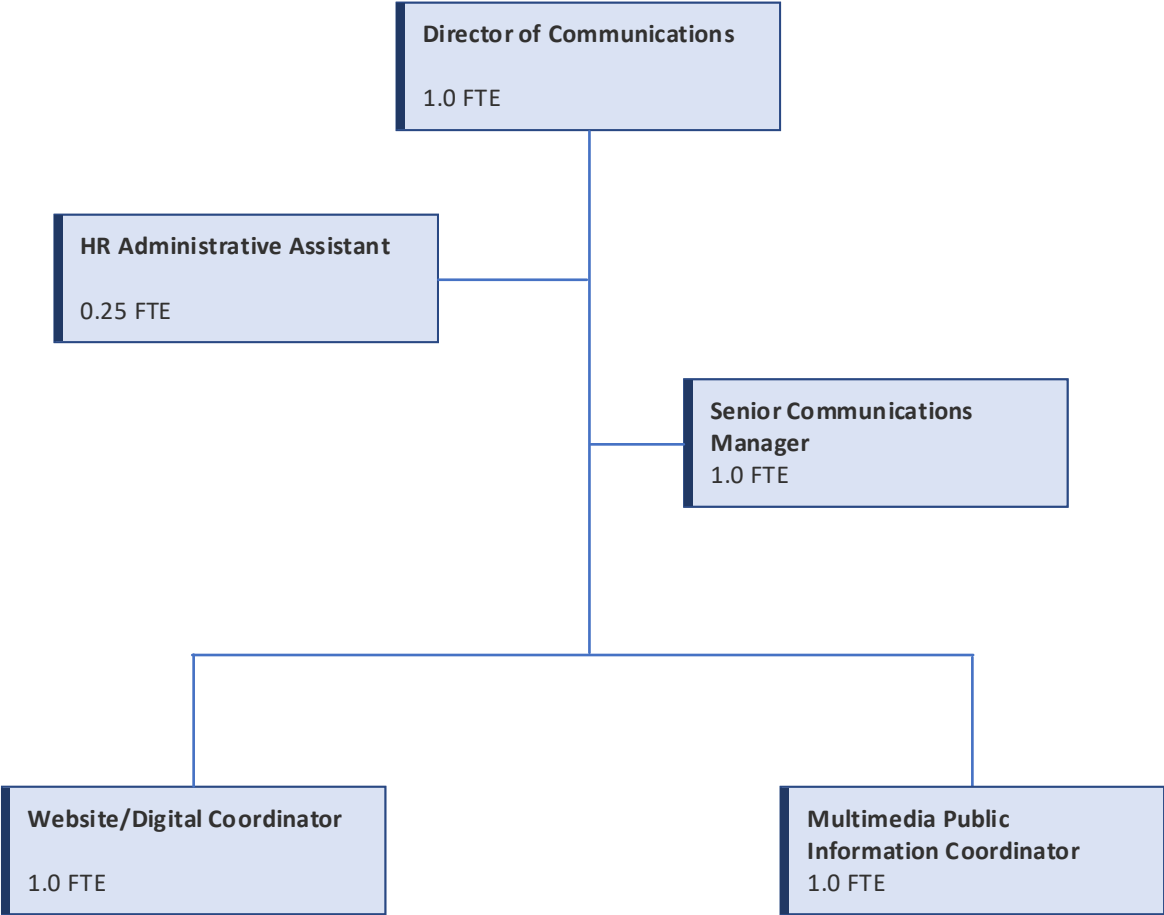 Director of Communications
1.0 FTE
HR Administrative Assistant
0.25 FTE
Senior Communications
Manager
1.0 FTE
Website/Digital Coordinator
1.0 FTE
Multimedia Public
Information Coordinator
1.0 FTE